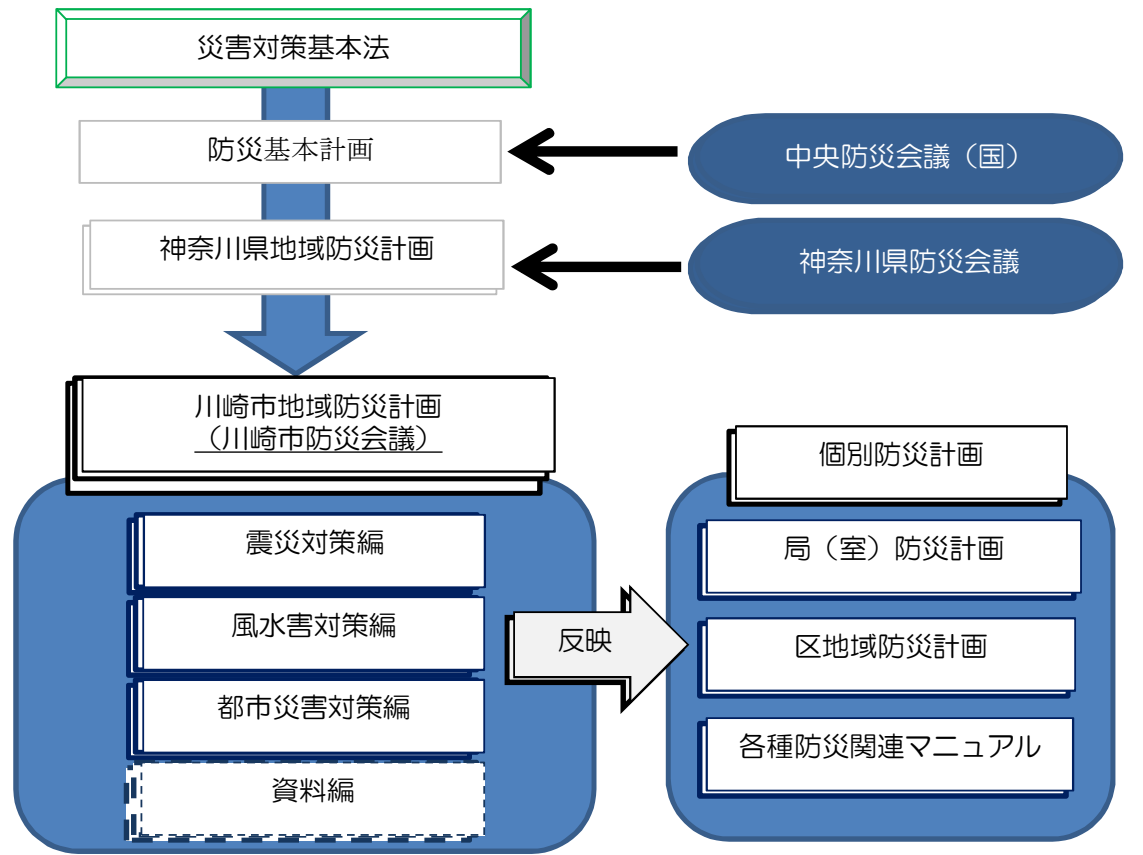 災害対策基本法
防災基本計画
中央防災会議（国）
神奈川県地域防災計画
神奈川県防災会議
川崎市地域防災計画
（川崎市防災会議）
震災対策編
風水害対策編
都市災害対策編
資料編
反映
個別防災計画
局（室）防災計画
区地域防災計画
各種防災関連マニュアル